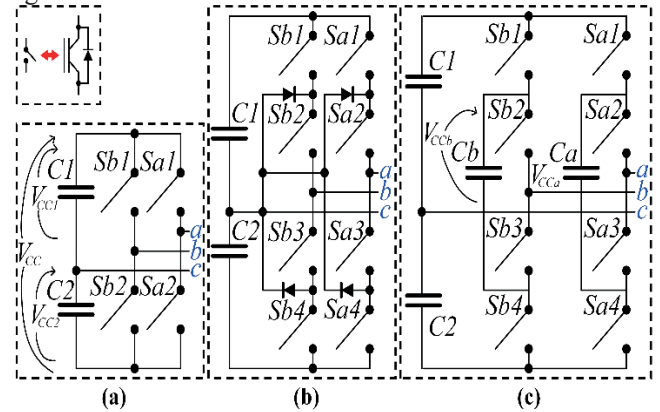 Sb1 Sa1
C1
Sb2 Sa2
a
b
c
C2
Sb3 Sa3
Sb4 Sa4
(b)
Sb1 Sa1
C1
Sb2 Sa2
V_CCb
Cb
V_CCa
Ca
a
b
c
Sb3 Sa3
Sb4 Sa4
C2
(c)
C1
Sb1 Sa1
V_CC1
V_CC
a
b
c
C2
Sb2 Sa2
V_CC2
(a)